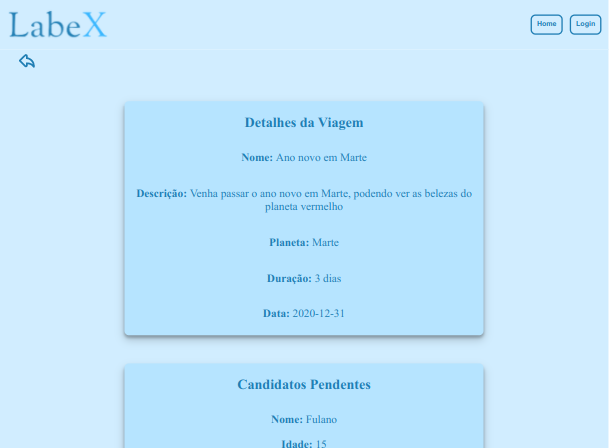 LabeX
Home Login
Detalhes da Viagem
Nome: Ano novo em Marte
Descrição: Venha passar o ano novo em Marte, podendo ver as belezas do
planeta vermelho
Planeta: Marte
Duração: 3 dias
Data: 2020-12-31
Candidatos Pendentes
Nome: Fulano
Idade: 15